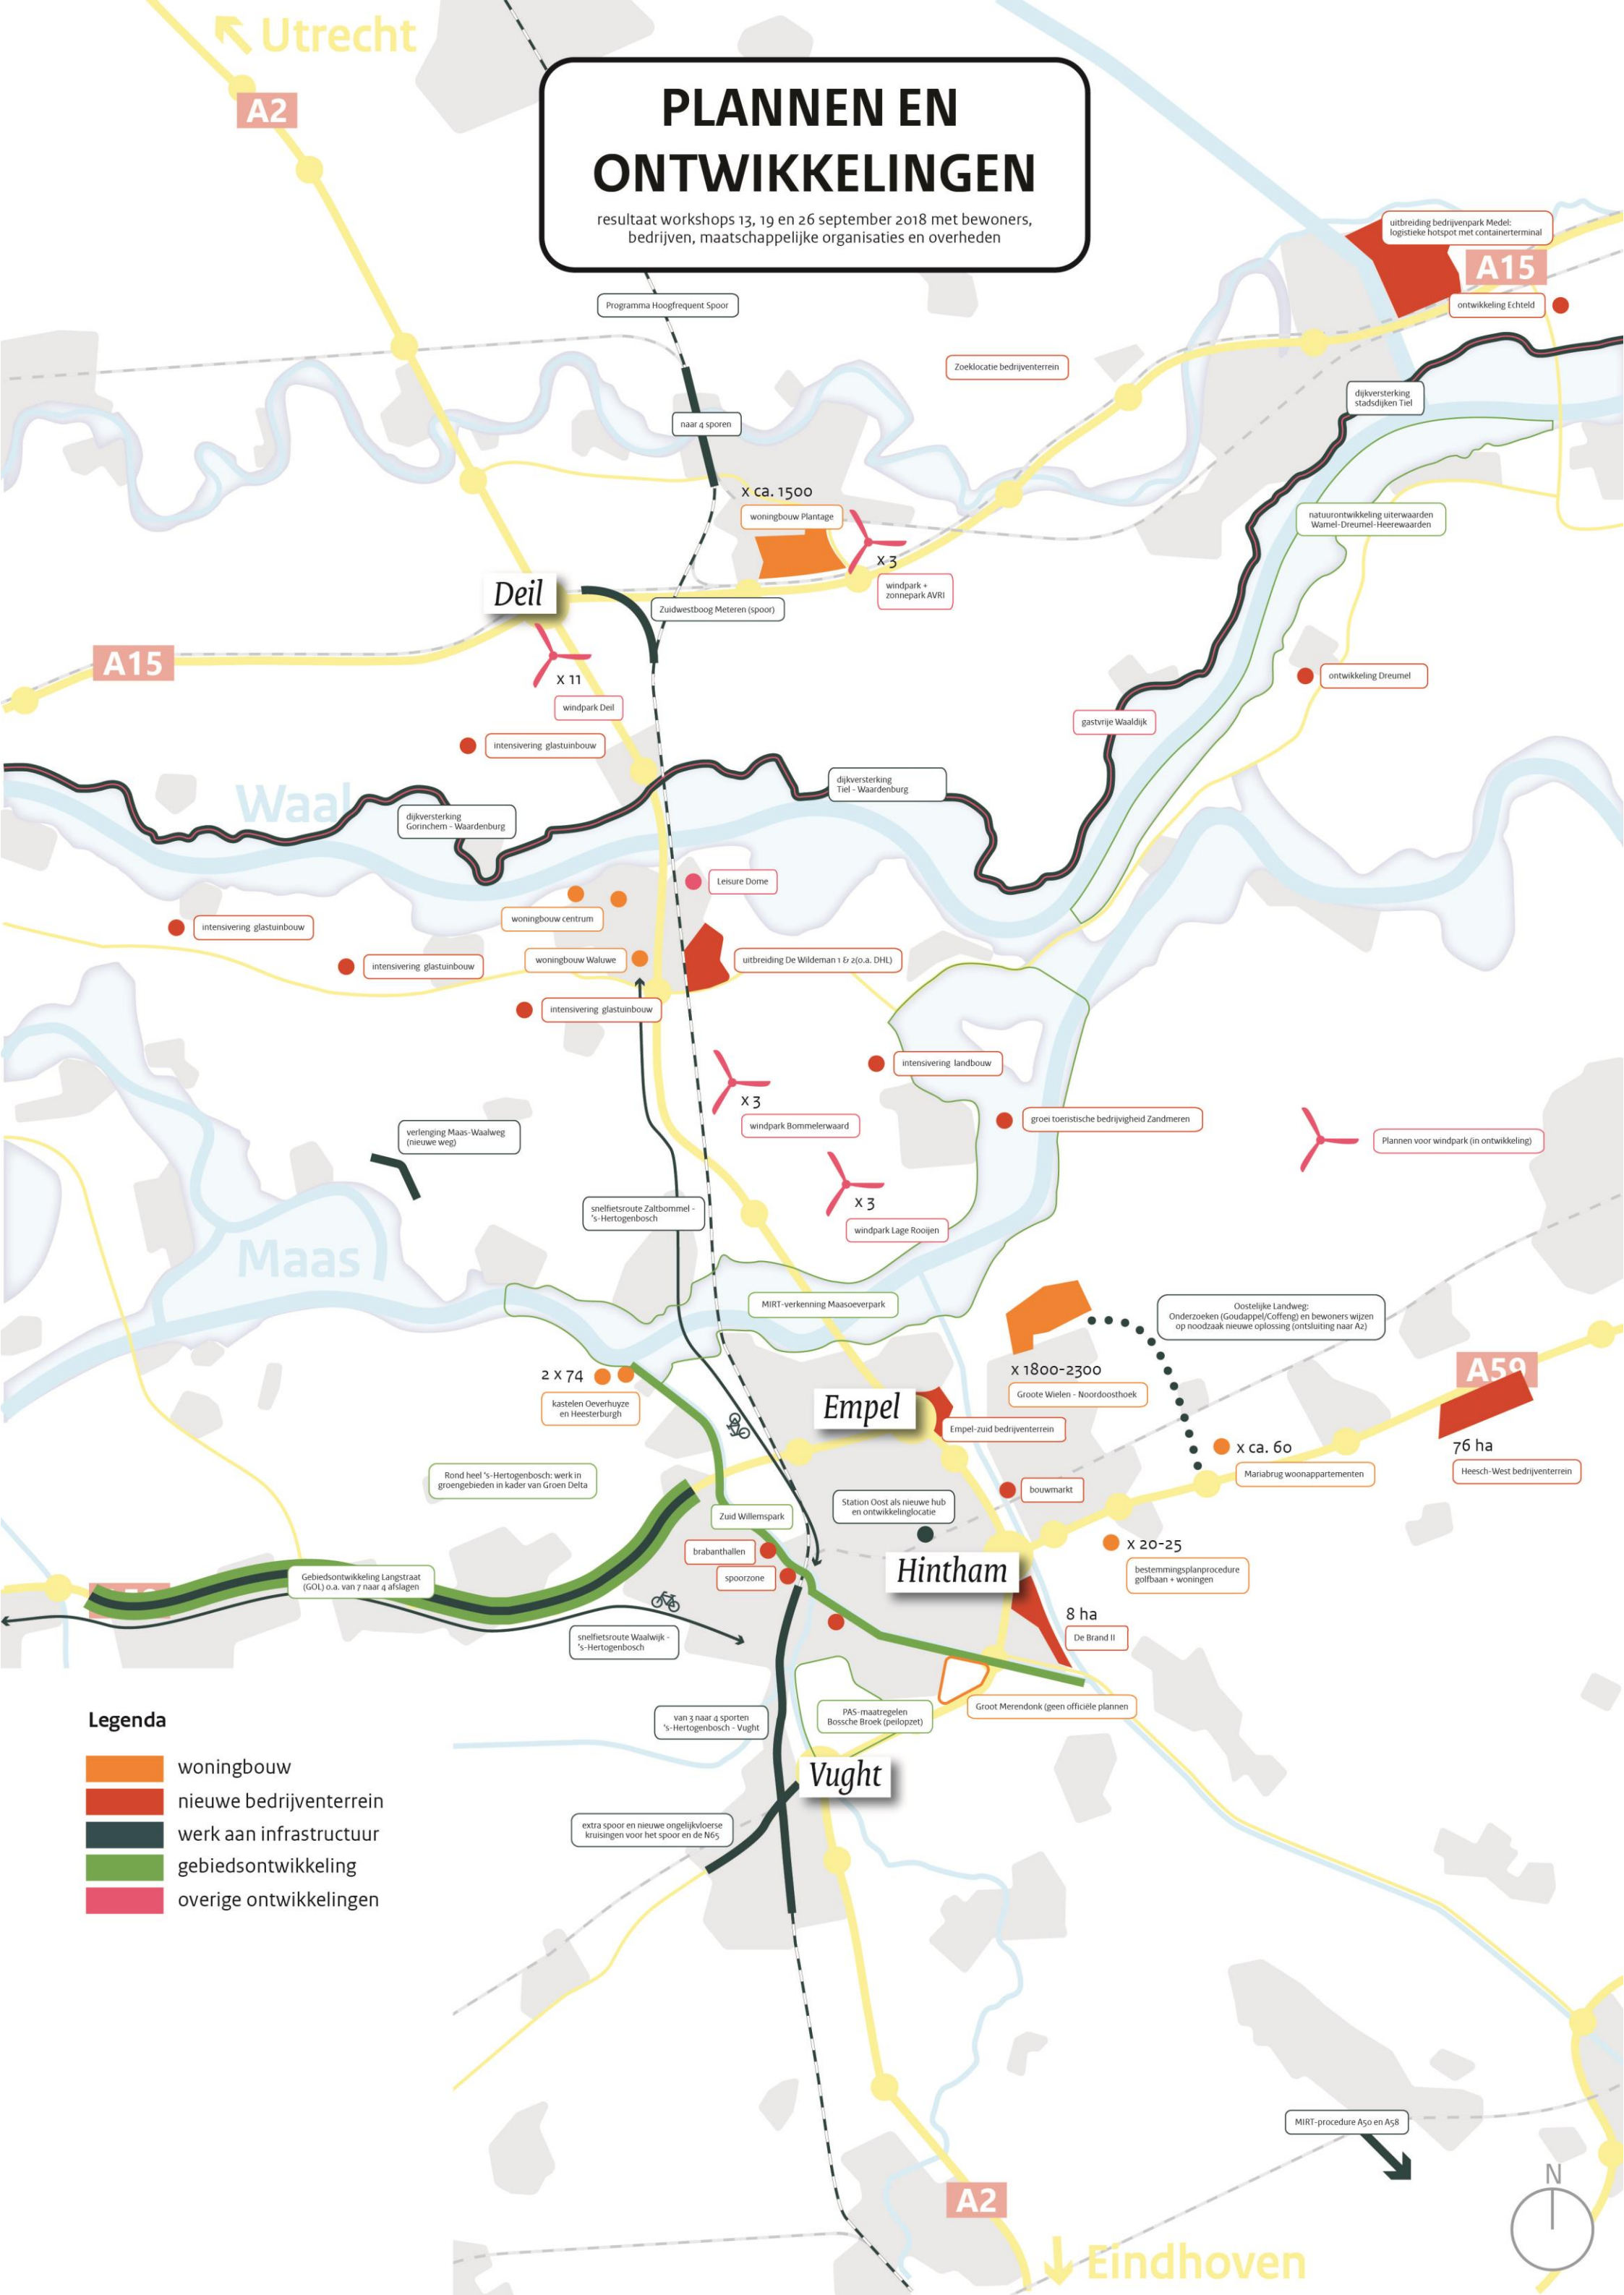 Utrecht
A2
PLANNEN EN
ONTWIKKELINGEN
resultaat workshops 13, 19 en 26 september 2018 met bewoners,
bedrijven, maatschappelijke organisaties en overheden
uitbreiding bedrijvenpark Medel:
logistieke hotspot met containerterminal
A15
ontwikkeling Echteld
Programma Hoogfrequent Spoor
Zoeklocatie bedrijventerrein
dijkversterking
stadsdijken Tiel
naar 4 sporen
x ca. 1500
woningbouw Plantage
natuurontwikkeling uiterwaarden
Wamel-Dreumel-Heerewaarden
x 3
windpark +
zonnepark AVRI
Deil
Zuidwestboog Meteren (spoor)
A15
x 11
windpark Deil
ontwikkeling Dreumel
gastvrije Waaldijk
intensivering glastuinbouw
dijkversterking
Tiel - Waardenburg
Waal
dijkversterking
Gorinchem - Waardenburg
Leisure Dome
woningbouw centrum
intensivering glastuinbouw
woningbouw Waluwe
uitbreiding De Wildeman 1 & 2(o.a. DHL)
intensivering glastuinbouw
intensivering glastuinbouw
intensivering landbouw
x 3
windpark Bommelerwaard
groei toeristische bedrijvigheid Zandmeren
verlenging Maas-Waalweg
(nieuwe weg)
Plannen voor windpark (in ontwikkeling)
x 3
snelfietsroute Zaltbommel -
's-Hertogenbosch
windpark Lage Rooijen
Maas
MIRT-verkenning Maasoeverpark
Oostelijke Landweg:
Onderzoeken (Goudappel/Coffeng) en bewoners wijzen
op noodzaak nieuwe oplossing (ontsluiting naar A2)
2 x 74
x 1800-2300
A59
Groote Wielen - Noordoosthoek
kastelen Oeverhuyze
en Heesterburgh
Empel
Empel-zuid bedrijventerrein
x ca. 60
76 ha
Mariabrug woonappartementen
Heesch-West bedrijventerrein
Rond heel 's-Hertogenbosch: werk in
groengebieden in kader van Groen Delta
bouwmarkt
Station Oost als nieuwe hub
en ontwikkelinglocatie
Zuid Willemspark
brabanthallen
x 20-25
Hintham
bestemmingsplanprocedure
golfbaan + woningen
spoorzone
Gebiedsontwikkeling Langstraat
(GOL) o.a. van 7 naar 4 afslagen
8 ha
De Brand II
snelfietsroute Waalwijk -
's-Hertogenbosch
Groot Merendonk (geen officiële plannen
PAS-maatregelen
Bossche Broek (peilopzet)
van 3 naar 4 sporten
's-Hertogenbosch - Vught
Vught
extra spoor en nieuwe ongelijkvloerse
kruisingen voor het spoor en de N65
Legenda
woningbouw
nieuwe bedrijventerrein
werk aan infrastructuur
gebiedsontwikkeling
overige ontwikkelingen
MIRT-procedure A50 en A58
N
A2
Eindhoven